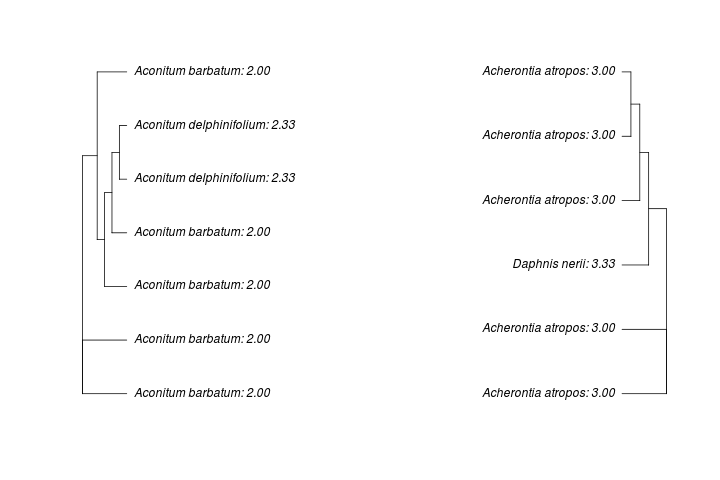 Aconitum barbatum: 2.00
Aconitum delphinifolium: 2.33
Aconitum delphinifolium: 2.33
Aconitum barbatum: 2.00
Aconitum barbatum: 2.00
Aconitum barbatum: 2.00
Aconitum barbatum: 2.00
Acherontia atropos: 3.00
Acherontia atropos: 3.00
Acherontia atropos: 3.00
Daphnis nerii: 3.33
Acherontia atropos: 3.00
Acherontia atropos: 3.00